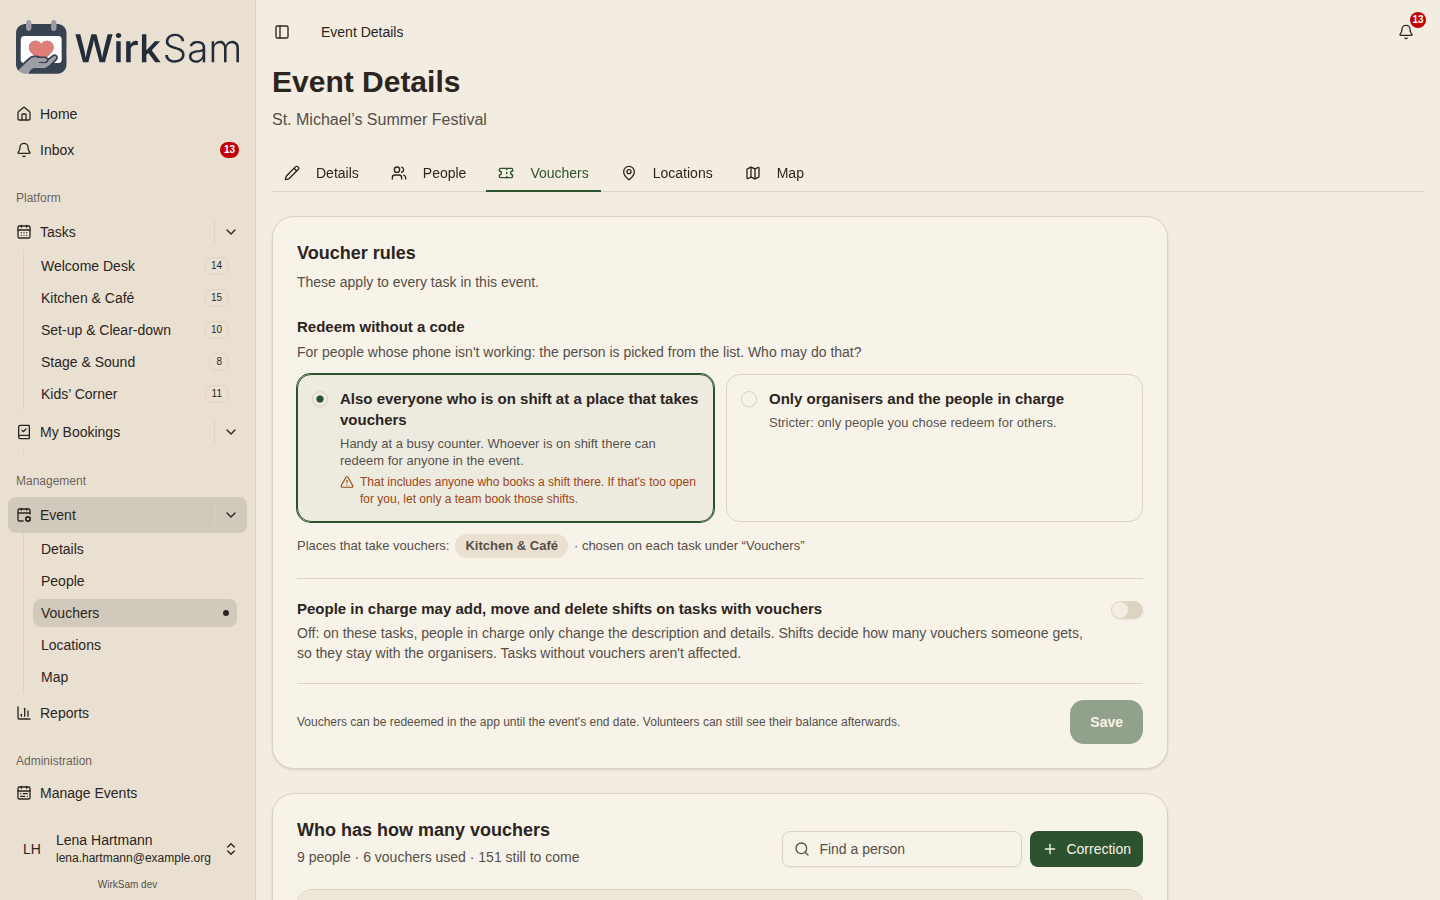 WirkSam
Home
Inbox 13
Platform
Tasks
Welcome Desk 14
Kitchen & Café 15
Set-up & Clear-down 10
Stage & Sound 8
Kids’ Corner 11
My Bookings
Management
Event
Details
People
Vouchers
Locations
Map
Reports
Administration
Manage Events
LH Lena Hartmann
lena.hartmann@example.org
WirkSam dev
Event Details
13
Event Details
St. Michael’s Summer Festival
Details People Vouchers Locations Map
Voucher rules
These apply to every task in this event.
Redeem without a code
For people whose phone isn't working: the person is picked from the list. Who may do that?
Also everyone who is on shift at a place that takes
vouchers
Handy at a busy counter. Whoever is on shift there can
redeem for anyone in the event.
That includes anyone who books a shift there. If that's too open
for you, let only a team book those shifts.
Only organisers and the people in charge
Stricter: only people you chose redeem for others.
Places that take vouchers: Kitchen & Café · chosen on each task under “Vouchers”
People in charge may add, move and delete shifts on tasks with vouchers
Off: on these tasks, people in charge only change the description and details. Shifts decide how many vouchers someone gets,
so they stay with the organisers. Tasks without vouchers aren't affected.
Vouchers can be redeemed in the app until the event's end date. Volunteers can still see their balance afterwards.
Save
Who has how many vouchers
9 people · 6 vouchers used · 151 still to come
Find a person
Correction